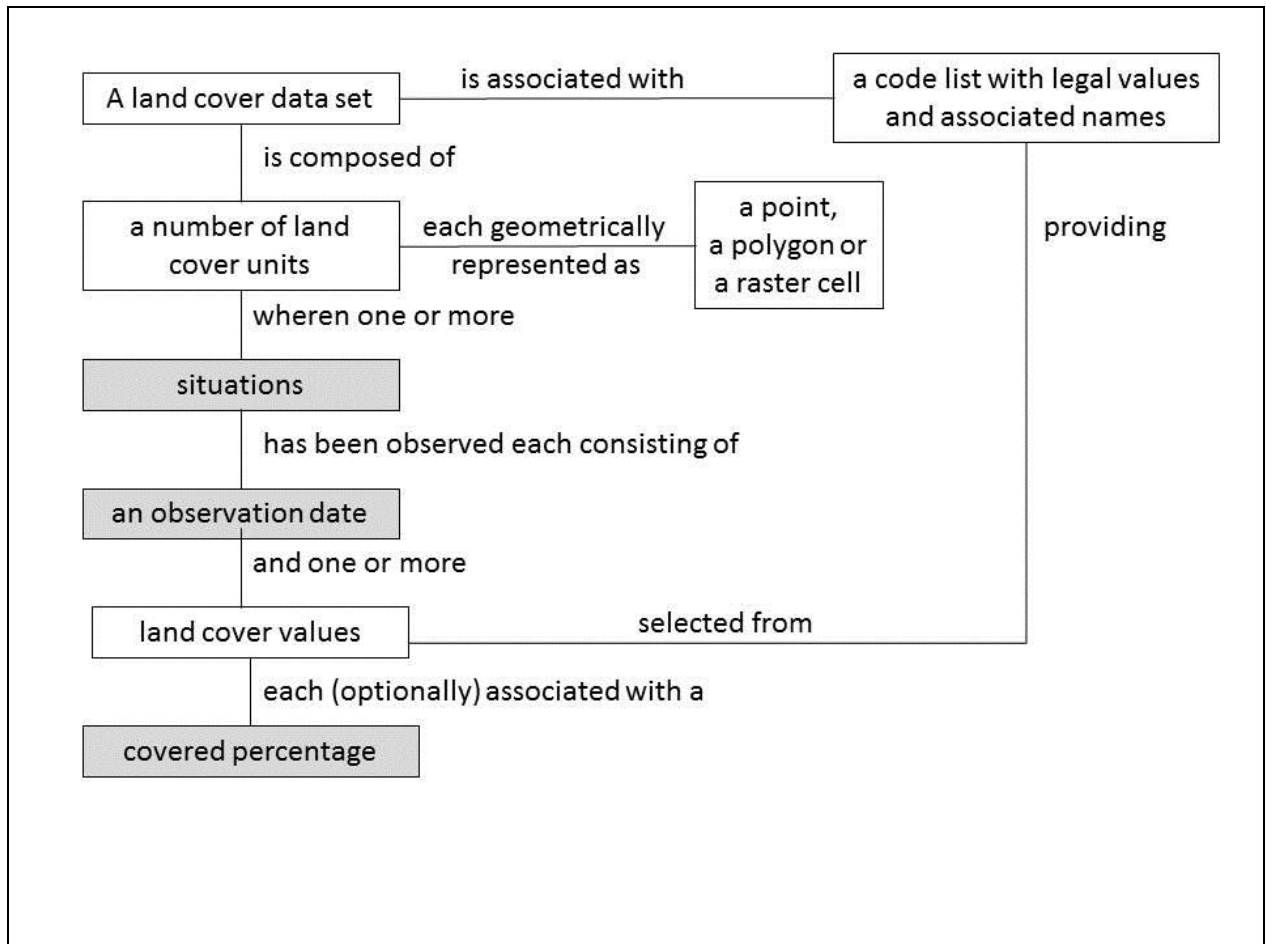 A land cover data set
is associated with
a code list with legal values
and associated names
is composed of
a number of land
cover units
each geometrically
represented as
a point,
a polygon or
a raster cell
providing
wheren one or more
situations
has been observed each consisting of
an observation date
and one or more
land cover values
selected from
each (optionally) associated with a
covered percentage